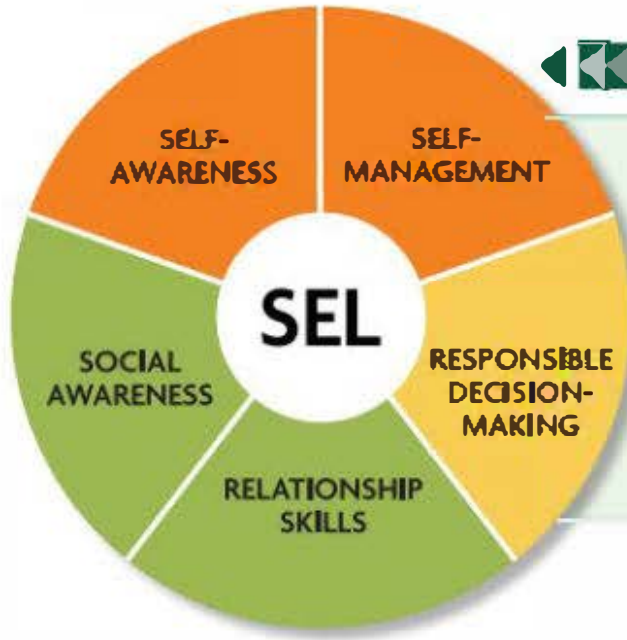 SELF-
AWARENESS
SELF-
MANAGEMENT
SEL
SOCIAL
AWARENESS
RESPONSIBLE
DECISION-
MAKING
RELATIONSHIP
SKILLS